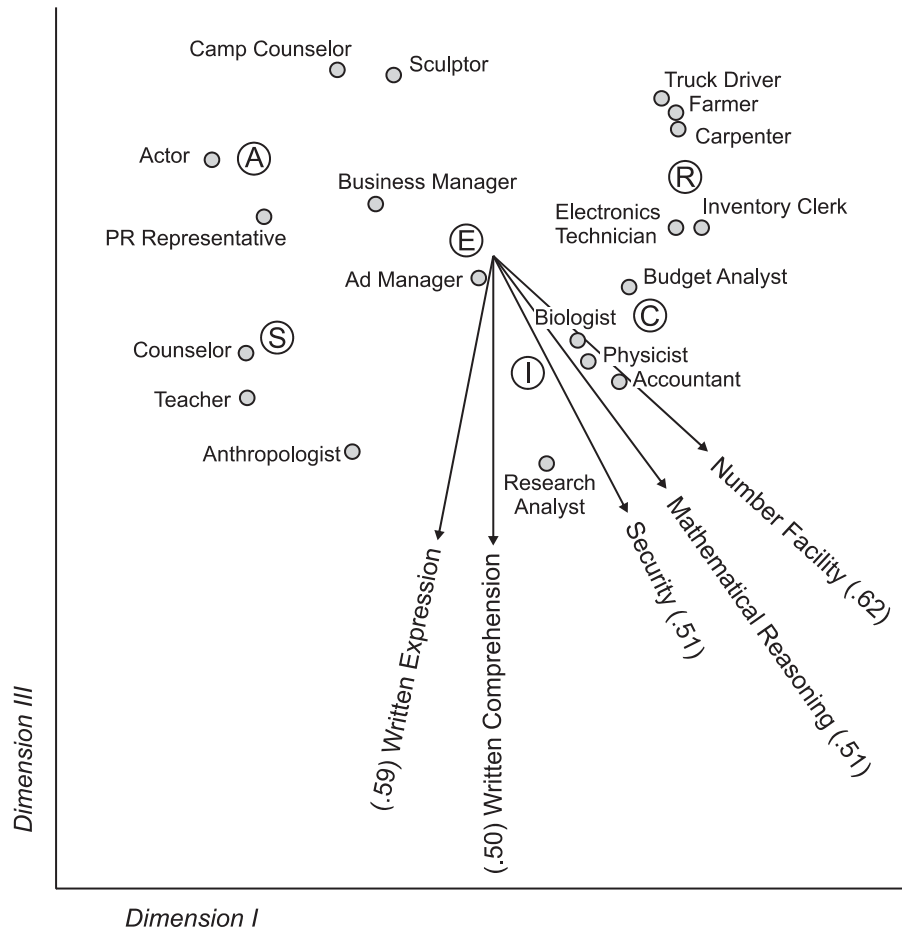 Camp Counselor
Sculptor
Truck Driver
Farmer
Carpenter
Actor
A
R
Business Manager
PR Representative
Electronics
Technician
Inventory Clerk
E
Ad Manager
Budget Analyst
C
Biologist
S
Counselor
Physicist
I
Accountant
Teacher
Anthropologist
Research
Analyst
(.59) Written Expression
(.50) Written Comprehension
Security (.51)
Mathematical Reasoning (.51)
Number Facility (.62)
Dimension III
Dimension I